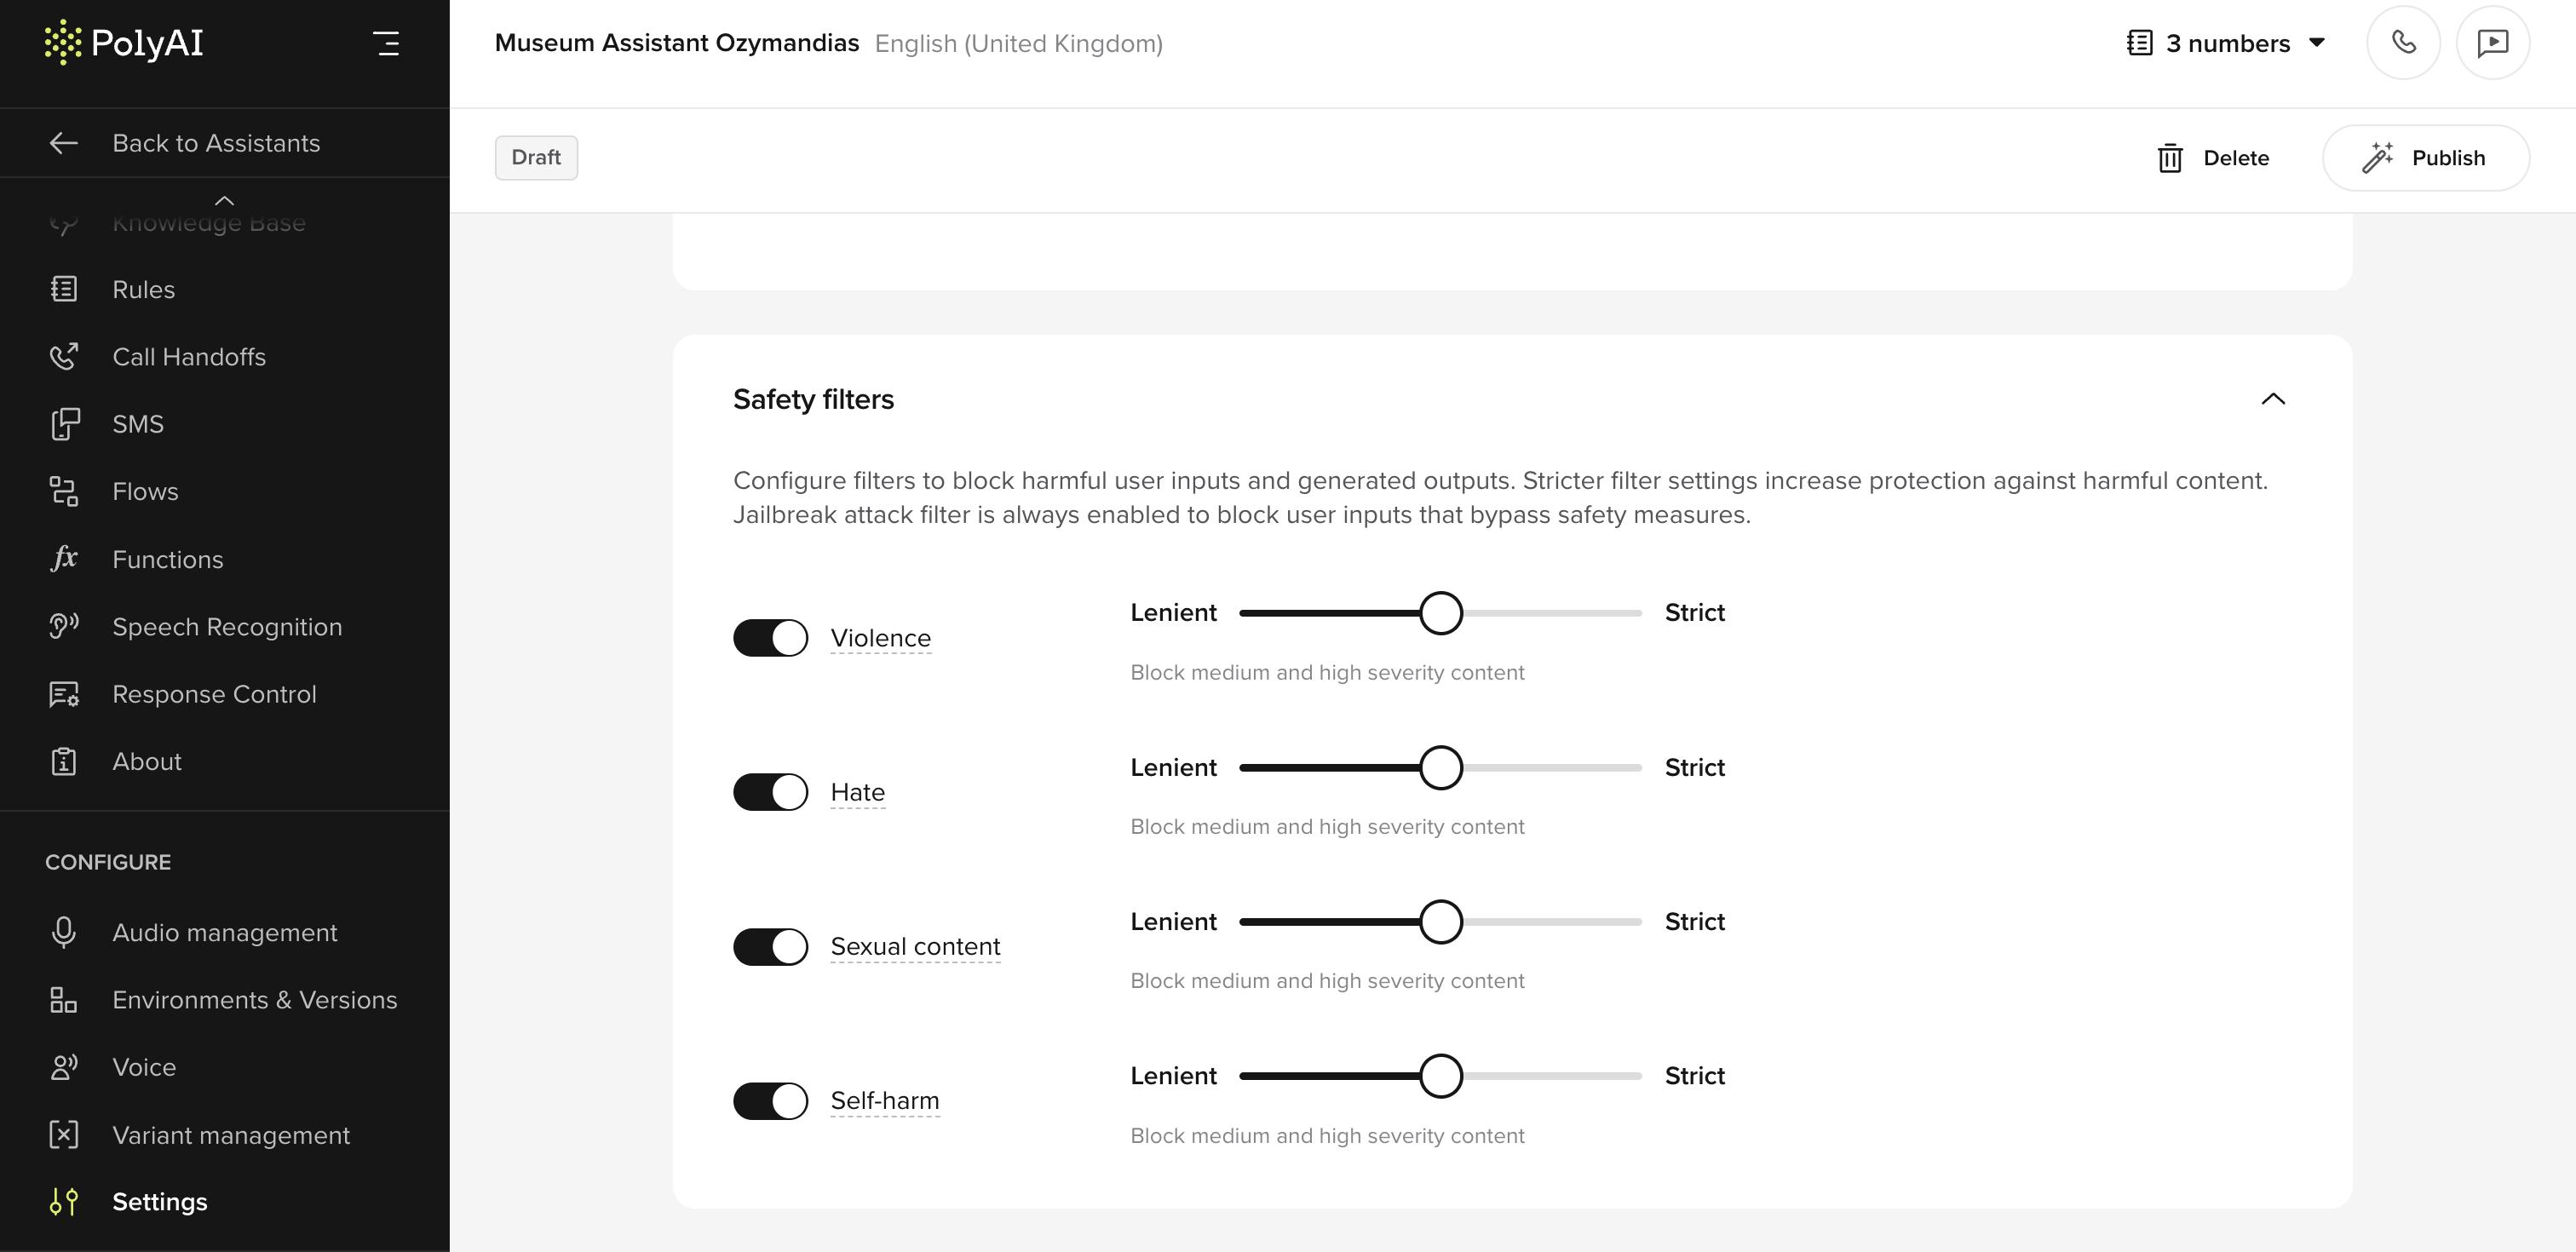 PolyAI
Museum Assistant Ozymandias English (United Kingdom)
3 numbers
Back to Assistants
Draft
Delete
Publish
Knowledge Base
Rules
Call Handoffs
SMS
Flows
Functions
Speech Recognition
Response Control
About
CONFIGURE
Audio management
Environments & Versions
Voice
Variant management
Settings
Safety filters
Configure filters to block harmful user inputs and generated outputs. Stricter filter settings increase protection against harmful content.
Jailbreak attack filter is always enabled to block user inputs that bypass safety measures.
Violence
Lenient
Strict
Block medium and high severity content
Hate
Lenient
Strict
Block medium and high severity content
Sexual content
Lenient
Strict
Block medium and high severity content
Self-harm
Lenient
Strict
Block medium and high severity content